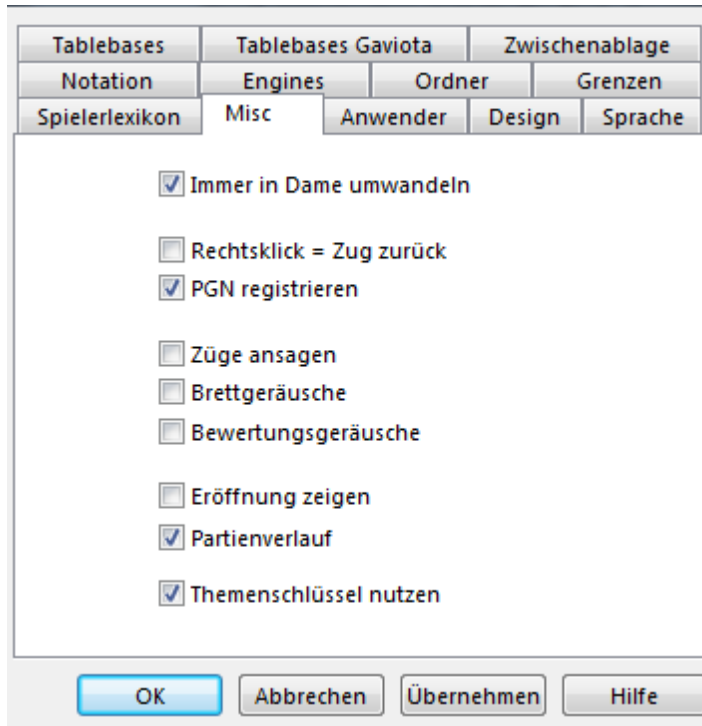 Tablebases Tablebases Gaviota Zwischenablage
Notation Engines Ordner Grenzen
Spielerlexikon Misc Anwender Design Sprache
Immer in Dame umwandeln
Rechtsklick = Zug zurück
PGN registrieren
Züge ansagen
Brettgeräusche
Bewertungsgeräusche
Eröffnung zeigen
Partienverlauf
Themenschlüssel nutzen
OK Abbrechen Übernehmen Hilfe